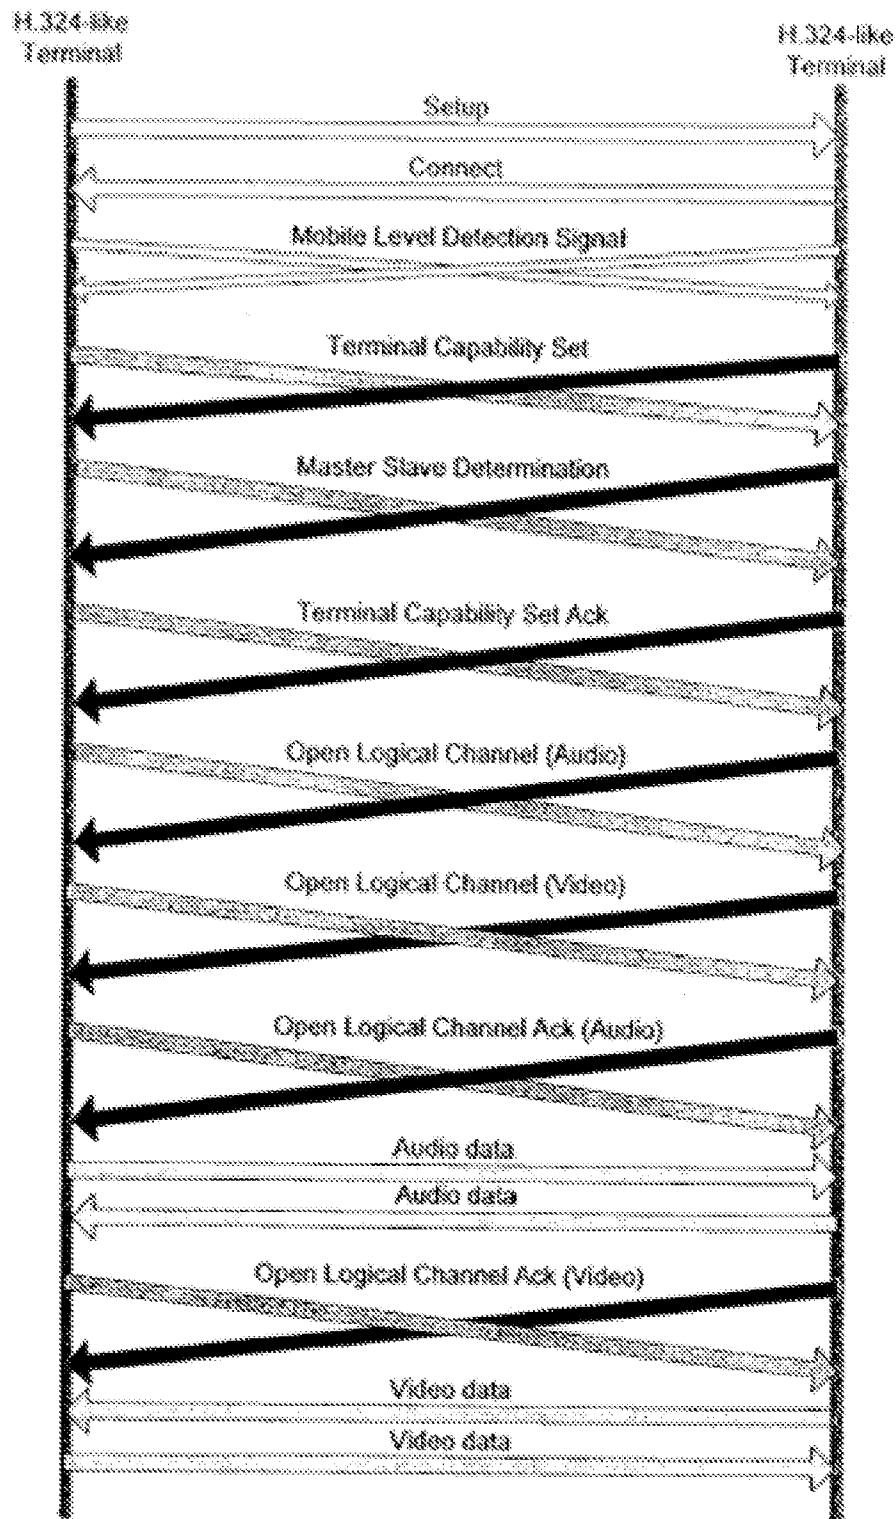 H.324-like
Terminal
H.324-like
Terminal
Setup
Connect
Mobile Level Detection Signal
Terminal Capability Set
Master Slave Determination
Terminal Capability Set Ack
Open Logical Channel (Audio)
Open Logical Channel (Video)
Open Logical Channel Ack (Audio)
Audio data
Audio data
Open Logical Channel Ack (Video)
Video data
Video data